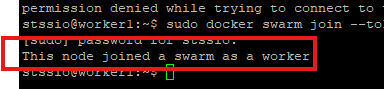 permission denied while trying to connect to
stssio@worker1:~$ sudo docker swarm join --to
[sudo] password for stssio:
This node joined a swarm as a worker
stssio@worker1:~$